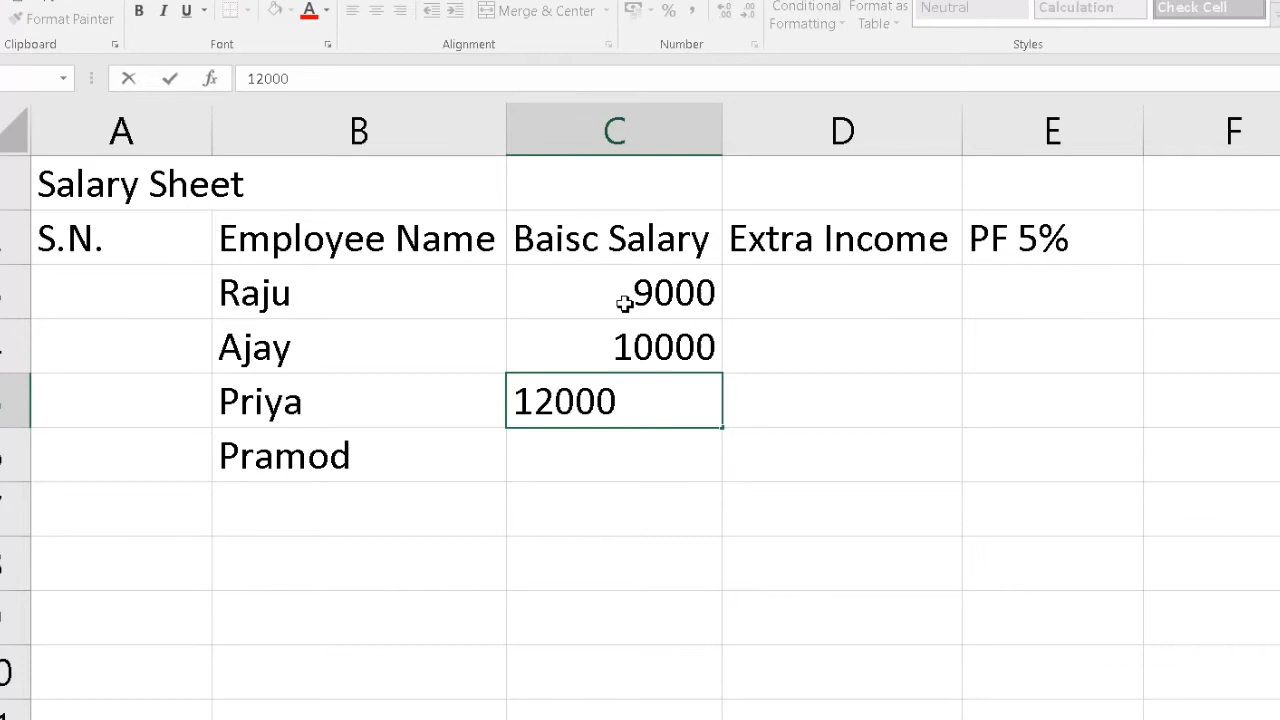 Format Painter B I U A Merge & Center % , Conditional Format as Neutral Calculation Check Cell
Formatting Table
Clipboard Font Alignment Number Styles
fx 12000
A B C D E F
Salary Sheet
S.N. Employee Name Baisc Salary Extra Income PF 5%
Raju 9000
Ajay 10000
Priya 12000
Pramod